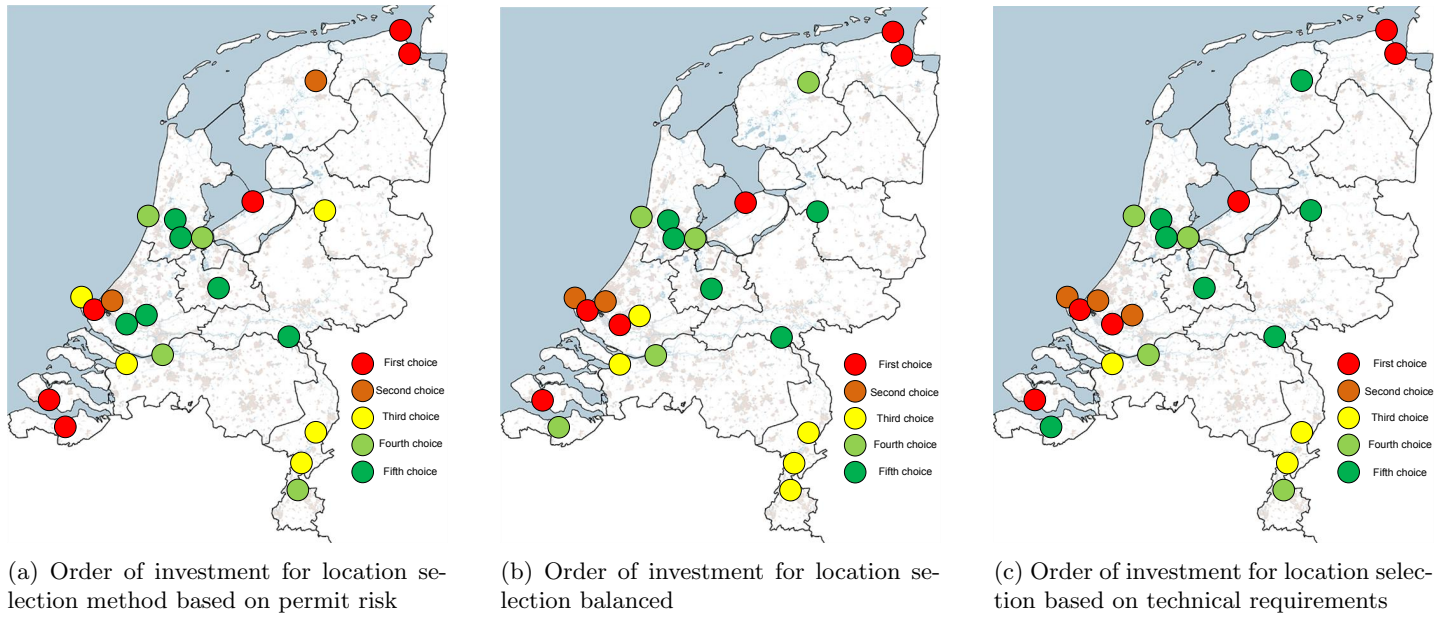 First choice
Second choice
Third choice
Fourth choice
Fifth choice
First choice
Second choice
Third choice
Fourth choice
Fifth choice
First choice
Second choice
Third choice
Fourth choice
Fifth choice
(a) Order of investment for location se-
lection method based on permit risk
(b) Order of investment for location se-
lection balanced
(c) Order of investment for location selec-
tion based on technical requirements